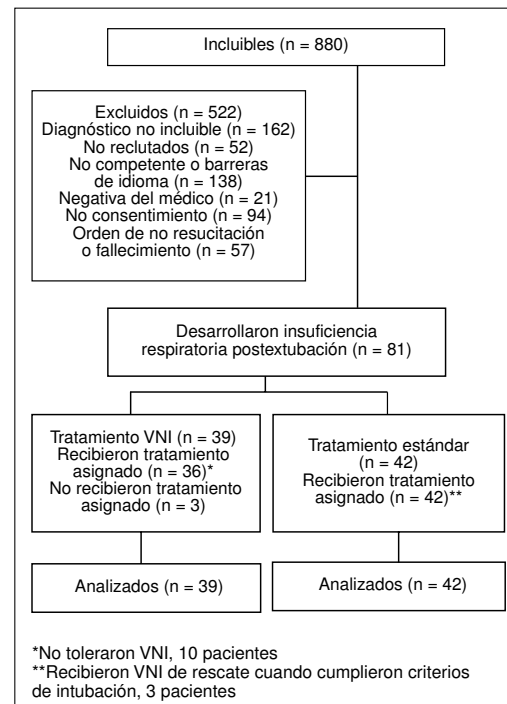 Incluibles (n = 880)
Excluidos (n = 522)
Diagnóstico no incluible (n = 162)
No reclutados (n = 52)
No competente o barreras
de idioma (n = 138)
Negativa del médico (n = 21)
No consentimiento (n = 94)
Orden de no resucitación
o fallecimiento (n = 57)
Desarrollaron insuficiencia
respiratoria postextubación (n = 81)
Tratamiento VNI (n = 39)
Recibieron tratamiento
asignado (n = 36)*
No recibieron tratamiento
asignado (n = 3)
Tratamiento estándar
(n = 42)
Recibieron tratamiento
asignado (n = 42)**
Analizados (n = 39)
Analizados (n = 42)
*No toleraron VNI, 10 pacientes
**Recibieron VNI de rescate cuando cumplieron criterios
de intubación, 3 pacientes